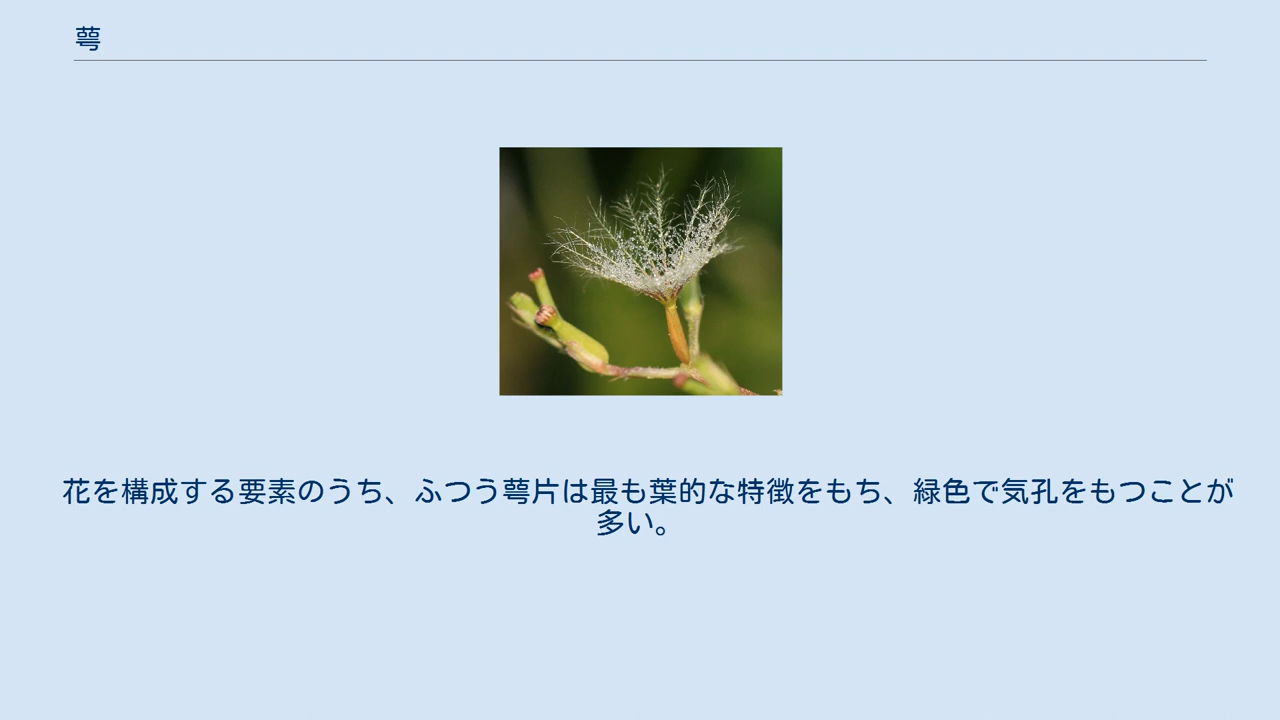 萼
花を構成する要素のうち、ふつう萼片は最も葉的な特徴をもち、緑色で気孔をもつことが
多い。